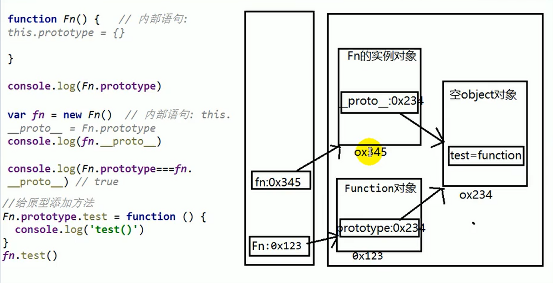 function Fn() {   // 内部语句:
this.prototype = {}
}
console.log(Fn.prototype)
var fn = new Fn()  // 内部语句: this.
__proto__ = Fn.prototype
console.log(fn.__proto__)
console.log(Fn.prototype===fn.
__proto__) // true
//给原型添加方法
Fn.prototype.test = function () {
console.log('test()')
}
fn.test()
fn:0x345
Fn:0x123
Fn的实例对象
__proto__:0x234
ox345
Function对象
prototype:0x234
0x123
空object对象
test=function
ox234